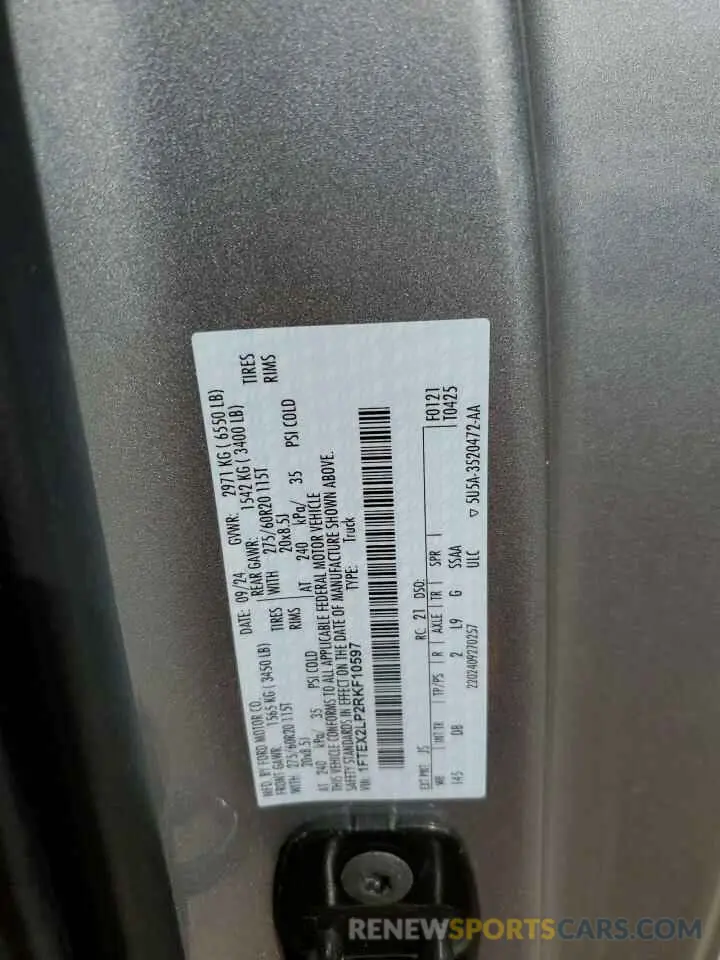 MFD. BY FORD MOTOR CO.
DATE: 09/24 GVWR: 2971 KG ( 6550 LB)
FRONT GAWR: 1565 KG ( 3450 LB) REAR GAWR: 1542 KG ( 3400 LB)
WITH 275/60R20 115T TIRES WITH 275/60R20 115T TIRES
20x8.5J RIMS 20x8.5J RIMS
AT 240 kPa/ 35 PSI COLD AT 240 kPa/ 35 PSI COLD
THIS VEHICLE CONFORMS TO ALL APPLICABLE FEDERAL MOTOR VEHICLE
SAFETY STANDARDS IN EFFECT ON THE DATE OF MANUFACTURE SHOWN ABOVE.
VIN: 1FTEX2LP2RKF10597 TYPE: Truck
F0121
T0425
EXT PNT: JS RC: 21 DSO:
WB INT TR TP/PS R AXLE TR SPR
145 DB 2 L9 G SSAA
2202409270257 ULC
▽ 5U5A-3520472-AA
RENEWSPORTSCARS.COM